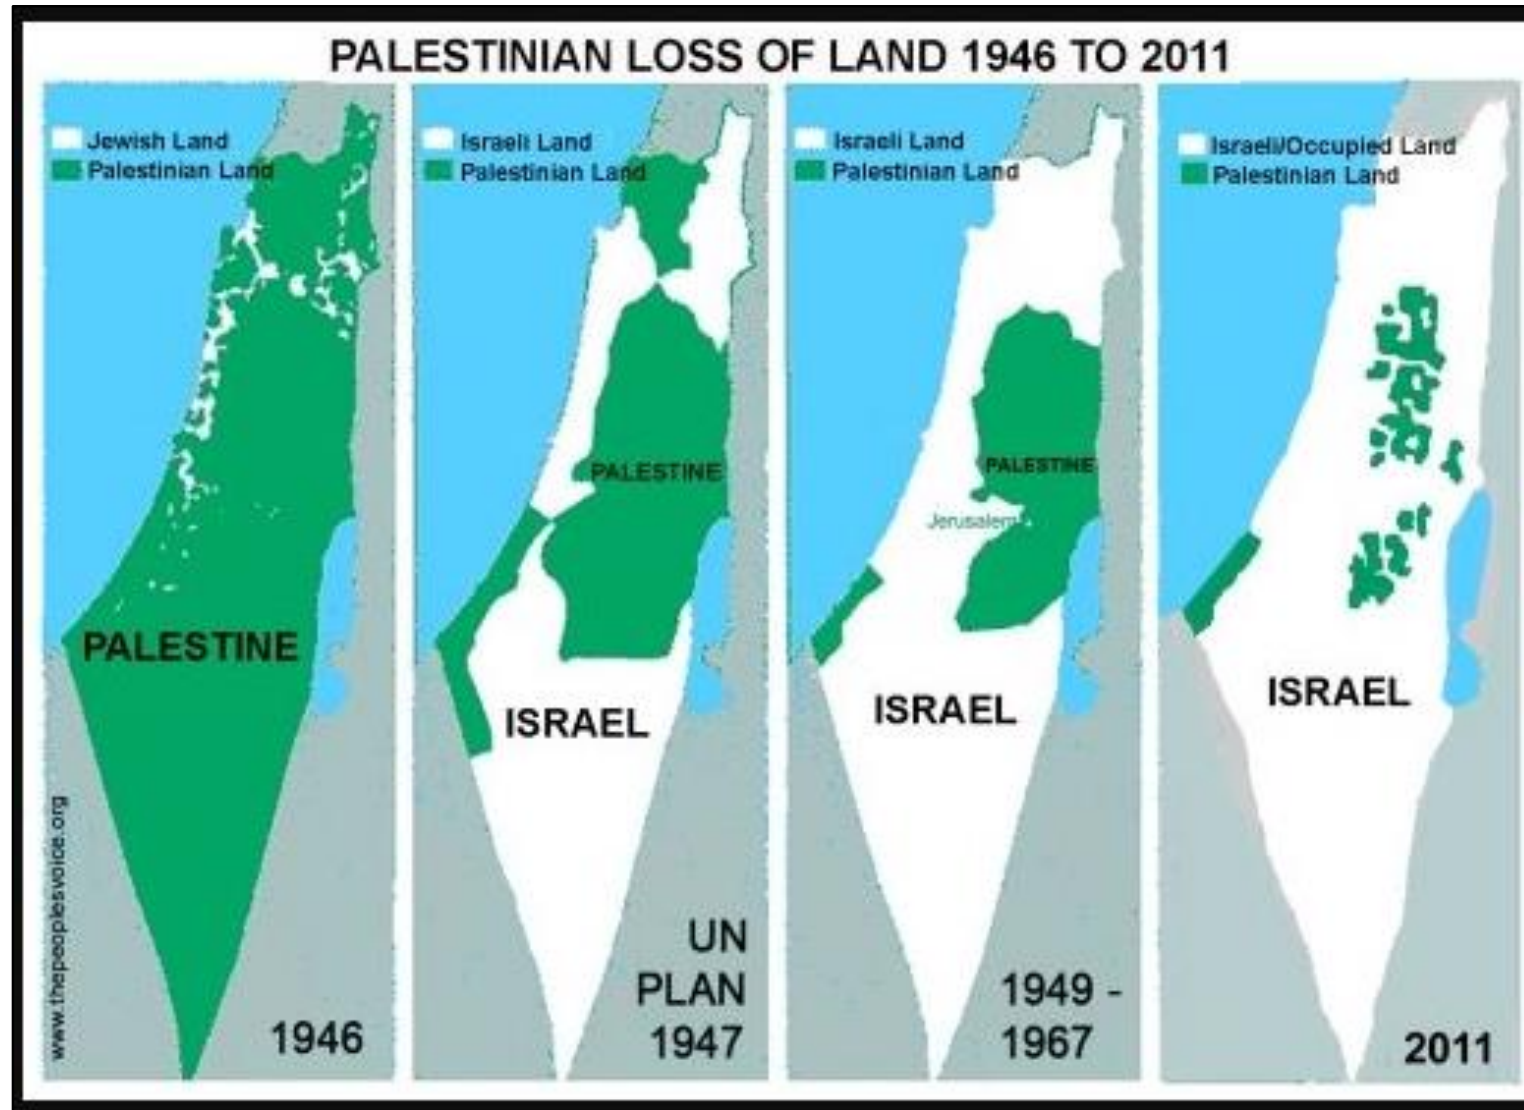 PALESTINIAN LOSS OF LAND 1946 TO 2011
Jewish Land
Palestinian Land
PALESTINE
www.thepeoplesvoice.org
1946
Israeli Land
Palestinian Land
PALESTINE
ISRAEL
UN
PLAN
1947
Israeli Land
Palestinian Land
PALESTINE
Jerusalem
ISRAEL
1949 -
1967
Israeli/Occupied Land
Palestinian Land
ISRAEL
2011